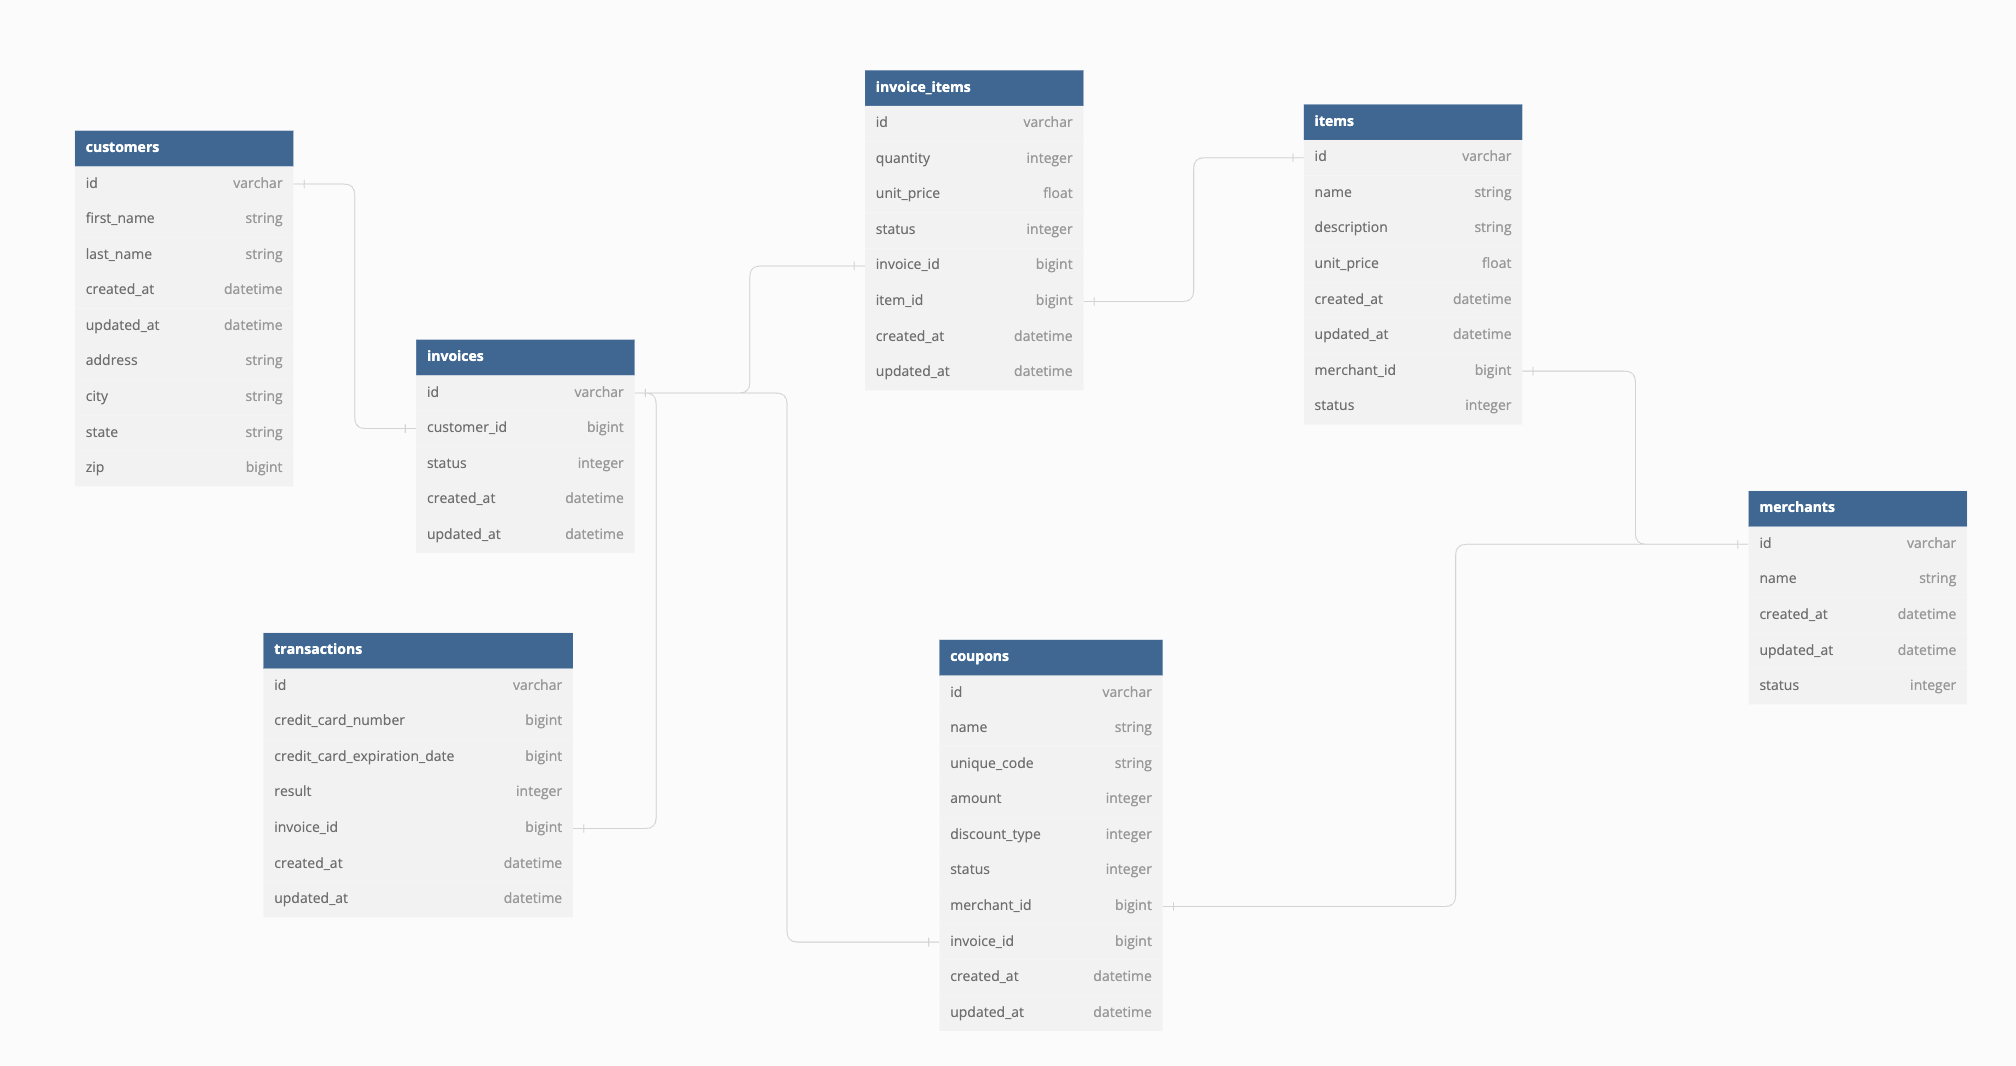 customers
id varchar
first_name string
last_name string
created_at datetime
updated_at datetime
address string
city string
state string
zip bigint
invoices
id varchar
customer_id bigint
status integer
created_at datetime
updated_at datetime
transactions
id varchar
credit_card_number bigint
credit_card_expiration_date bigint
result integer
invoice_id bigint
created_at datetime
updated_at datetime
invoice_items
id varchar
quantity integer
unit_price float
status integer
invoice_id bigint
item_id bigint
created_at datetime
updated_at datetime
coupons
id varchar
name string
unique_code string
amount integer
discount_type integer
status integer
merchant_id bigint
invoice_id bigint
created_at datetime
updated_at datetime
items
id varchar
name string
description string
unit_price float
created_at datetime
updated_at datetime
merchant_id bigint
status integer
merchants
id varchar
name string
created_at datetime
updated_at datetime
status integer